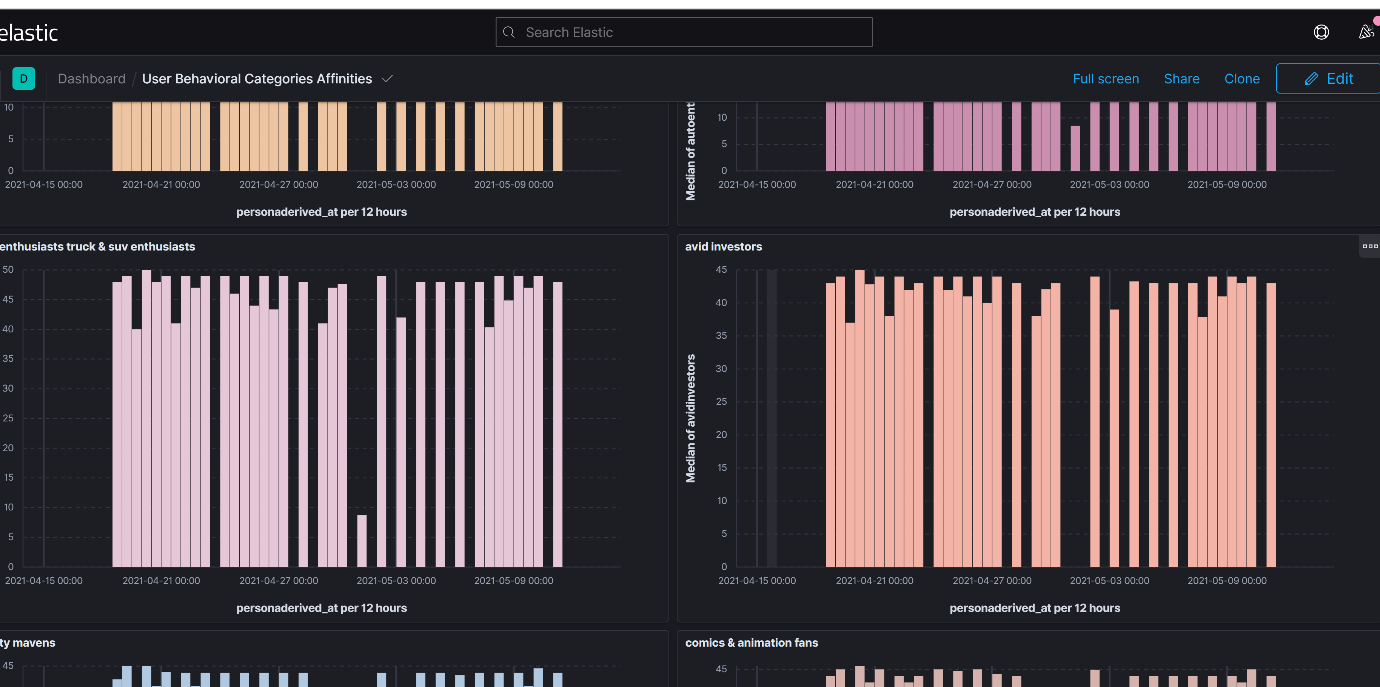 elastic
Search Elastic
D
Dashboard / User Behavioral Categories Affinities
Full screen Share Clone Edit
10
5
0
2021-04-15 00:00 2021-04-21 00:00 2021-04-27 00:00 2021-05-03 00:00 2021-05-09 00:00
personaderived_at per 12 hours
Median of autoent
10
5
0
2021-04-15 00:00 2021-04-21 00:00 2021-04-27 00:00 2021-05-03 00:00 2021-05-09 00:00
personaderived_at per 12 hours
enthusiasts truck & suv enthusiasts
50
45
40
35
30
25
20
15
10
5
0
2021-04-15 00:00 2021-04-21 00:00 2021-04-27 00:00 2021-05-03 00:00 2021-05-09 00:00
personaderived_at per 12 hours
avid investors
Median of avidinvestors
45
40
35
30
25
20
15
10
5
0
2021-04-15 00:00 2021-04-21 00:00 2021-04-27 00:00 2021-05-03 00:00 2021-05-09 00:00
personaderived_at per 12 hours
ty mavens
45
comics & animation fans
45